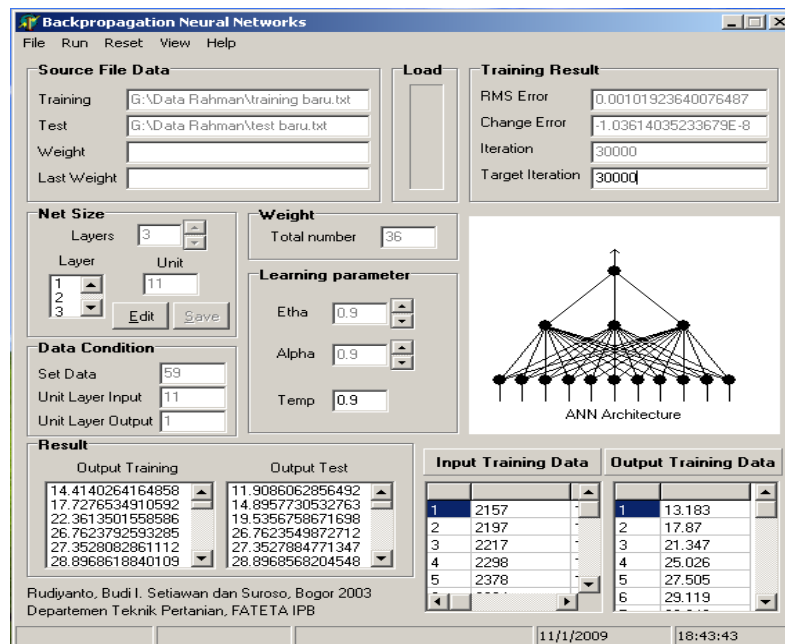 Backpropagation Neural Networks
File Run Reset View Help
Source File Data
Training G:\Data Rahman\training baru.txt
Test G:\Data Rahman\test baru.txt
Weight
Last Weight
Load
Training Result
RMS Error 0.00101923640076487
Change Error -1.03614035233679E-8
Iteration 30000
Target Iteration 30000
Net Size
Layers 3
Layer Unit
1 11
2
3 Edit Save
Weight
Total number 36
Learning parameter
Etha 0.9
Alpha 0.9
Temp 0.9
ANN Architecture
Data Condition
Set Data 59
Unit Layer Input 11
Unit Layer Output 1
Result
Output Training
14.4140264164858
17.7276534910592
22.3613501558586
26.7623792593285
27.3528082861112
28.8968618840109
Output Test
11.9086062856492
14.8957730532763
19.5356758671698
26.7623549872712
27.3527884771347
28.8968568204548
Input Training Data
1 2157
2 2197
3 2217
4 2298
5 2378
Output Training Data
1 13.183
2 17.87
3 21.347
4 25.026
5 27.505
6 29.119
Rudiyanto, Budi I. Setiawan dan Suroso, Bogor 2003
Departemen Teknik Pertanian, FATETA IPB
11/1/2009 18:43:43